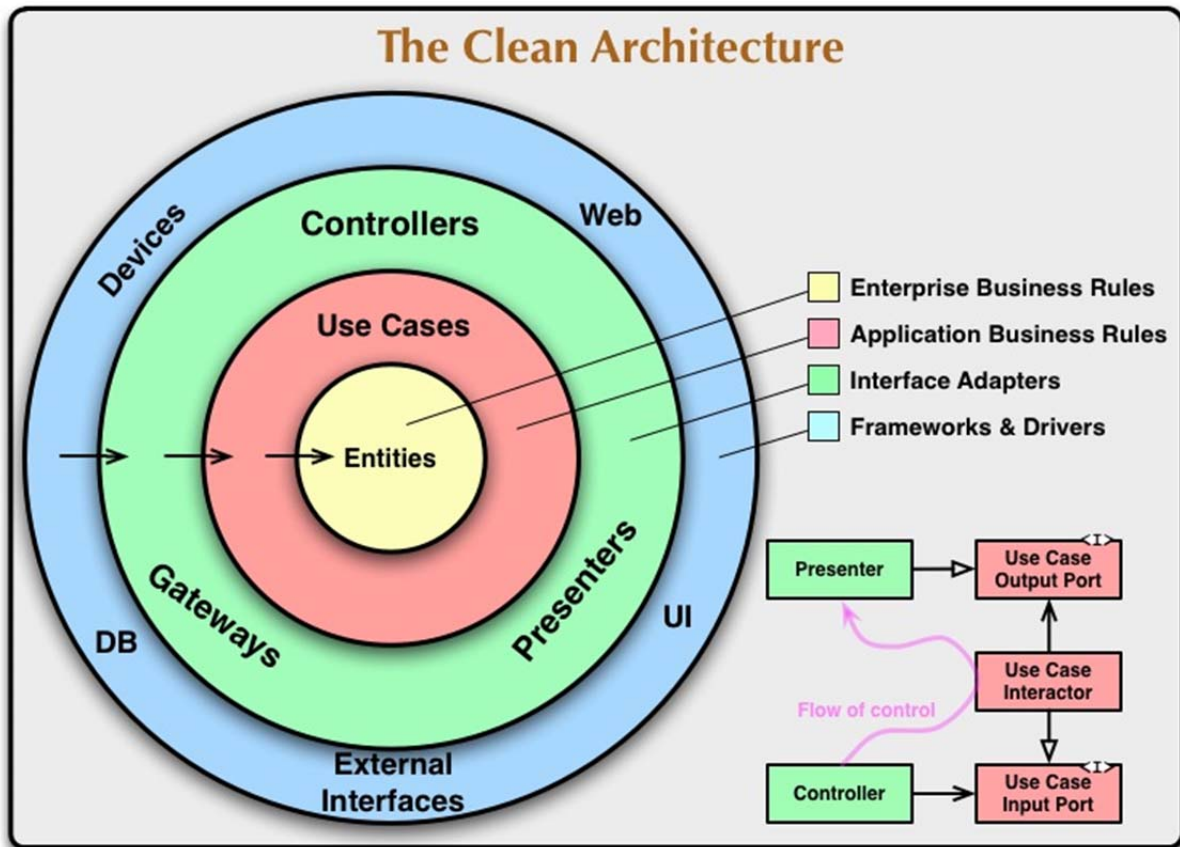 The Clean Architecture
Devices
Web
Controllers
Use Cases
Entities
Gateways
Presenters
DB
UI
External
Interfaces
Enterprise Business Rules
Application Business Rules
Interface Adapters
Frameworks & Drivers
Presenter
<I>
Use Case
Output Port
Use Case
Interactor
Flow of control
Controller
<I>
Use Case
Input Port